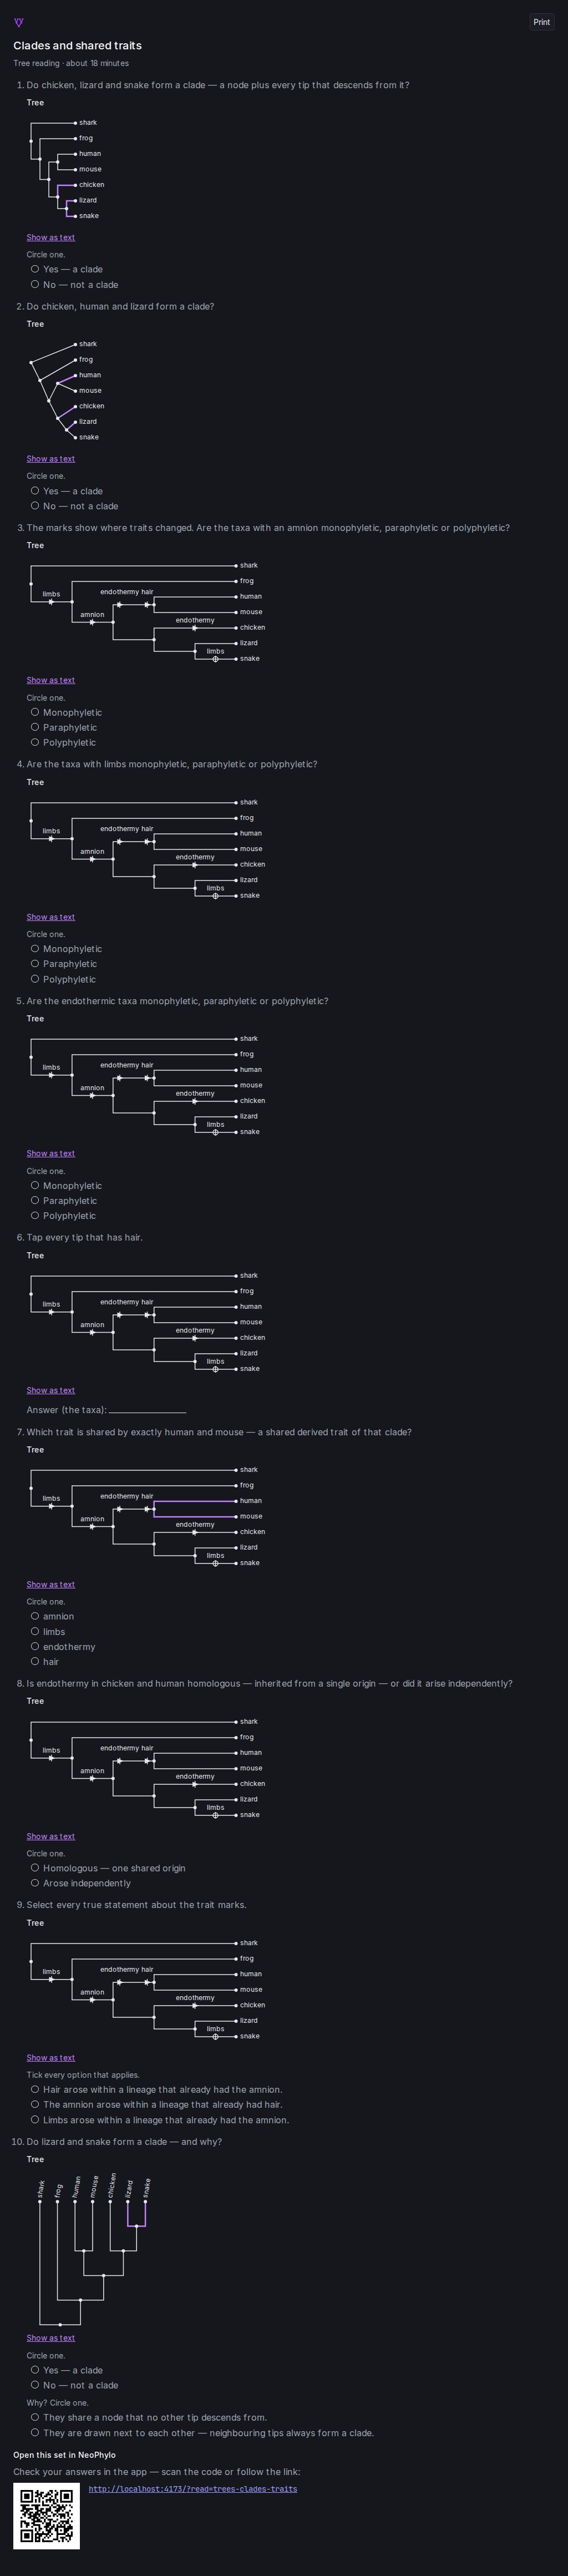 Print
Clades and shared traits
Tree reading · about 18 minutes
1. Do chicken, lizard and snake form a clade — a node plus every tip that descends from it?
Tree
shark
frog
human
mouse
chicken
lizard
snake
Show as text
Circle one.
Yes — a clade
No — not a clade
2. Do chicken, human and lizard form a clade?
Tree
shark
frog
human
mouse
chicken
lizard
snake
Show as text
Circle one.
Yes — a clade
No — not a clade
3. The marks show where traits changed. Are the taxa with an amnion monophyletic, paraphyletic or polyphyletic?
Tree
shark
frog
limbs
endothermy hair
human
mouse
amnion
endothermy
chicken
lizard
limbs
snake
Show as text
Circle one.
Monophyletic
Paraphyletic
Polyphyletic
4. Are the taxa with limbs monophyletic, paraphyletic or polyphyletic?
Tree
shark
frog
limbs
endothermy hair
human
mouse
amnion
endothermy
chicken
lizard
limbs
snake
Show as text
Circle one.
Monophyletic
Paraphyletic
Polyphyletic
5. Are the endothermic taxa monophyletic, paraphyletic or polyphyletic?
Tree
shark
frog
limbs
endothermy hair
human
mouse
amnion
endothermy
chicken
lizard
limbs
snake
Show as text
Circle one.
Monophyletic
Paraphyletic
Polyphyletic
6. Tap every tip that has hair.
Tree
shark
frog
limbs
endothermy hair
human
mouse
amnion
endothermy
chicken
lizard
limbs
snake
Show as text
Answer (the taxa):
7. Which trait is shared by exactly human and mouse — a shared derived trait of that clade?
Tree
shark
frog
limbs
endothermy hair
human
mouse
amnion
endothermy
chicken
lizard
limbs
snake
Show as text
Circle one.
amnion
limbs
endothermy
hair
8. Is endothermy in chicken and human homologous — inherited from a single origin — or did it arise independently?
Tree
shark
frog
limbs
endothermy hair
human
mouse
amnion
endothermy
chicken
lizard
limbs
snake
Show as text
Circle one.
Homologous — one shared origin
Arose independently
9. Select every true statement about the trait marks.
Tree
shark
frog
limbs
endothermy hair
human
mouse
amnion
endothermy
chicken
lizard
limbs
snake
Show as text
Tick every option that applies.
Hair arose within a lineage that already had the amnion.
The amnion arose within a lineage that already had hair.
Limbs arose within a lineage that already had the amnion.
10. Do lizard and snake form a clade — and why?
Tree
shark
frog
human
mouse
chicken
lizard
snake
Show as text
Circle one.
Yes — a clade
No — not a clade
Why? Circle one.
They share a node that no other tip descends from.
They are drawn next to each other — neighbouring tips always form a clade.
Open this set in NeoPhylo
Check your answers in the app — scan the code or follow the link:
http://localhost:4173/?read=trees-clades-traits